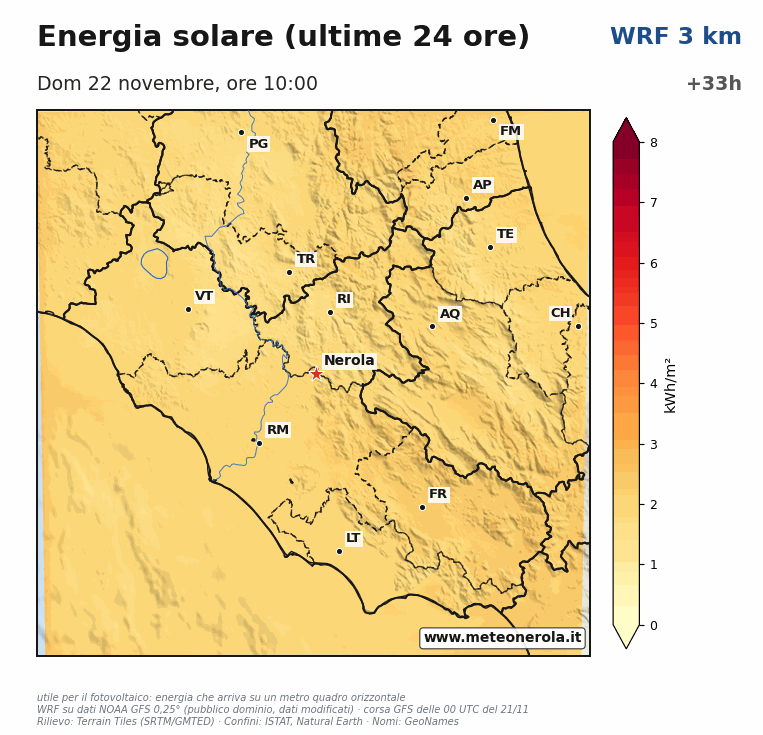 Energia solare (ultime 24 ore)
WRF 3 km
Dom 22 novembre, ore 10:00
+33h
FM
PG
AP
TE
TR
VT
RI
AQ
CH
Nerola
RM
FR
LT
www.meteonerola.it
8
7
6
5
4
3
2
1
0
kWh/m²
utile per il fotovoltaico: energia che arriva su un metro quadro orizzontale
WRF su dati NOAA GFS 0,25° (pubblico dominio, dati modificati) · corsa GFS delle 00 UTC del 21/11
Rilievo: Terrain Tiles (SRTM/GMTED) · Confini: ISTAT, Natural Earth · Nomi: GeoNames